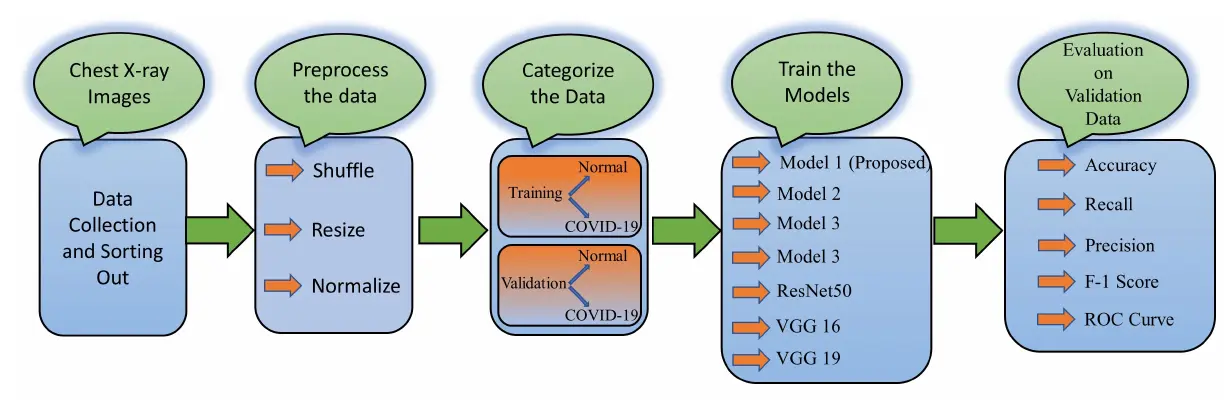 Chest X-ray
Images
Data
Collection
and Sorting
Out
Preprocess
the data
Shuffle
Resize
Normalize
Categorize
the Data
Normal
Training
COVID-19
Normal
Validation
COVID-19
Train the
Models
Model 1 (Proposed)
Model 2
Model 3
Model 3
ResNet50
VGG 16
VGG 19
Evaluation
on
Validation
Data
Accuracy
Recall
Precision
F-1 Score
ROC Curve